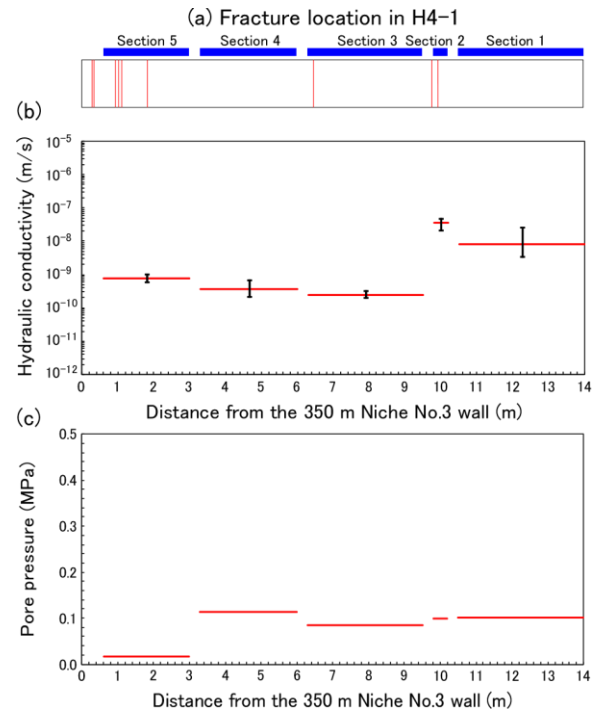 (a) Fracture location in H4-1
Section 5 Section 4 Section 3 Section 2 Section 1
(b)
Hydraulic conductivity (m/s)
10⁻⁵
10⁻⁶
10⁻⁷
10⁻⁸
10⁻⁹
10⁻¹⁰
10⁻¹¹
10⁻¹²
0 1 2 3 4 5 6 7 8 9 10 11 12 13 14
Distance from the 350 m Niche No.3 wall (m)
(c)
Pore pressure (MPa)
0.5
0.4
0.3
0.2
0.1
0.0
0 1 2 3 4 5 6 7 8 9 10 11 12 13 14
Distance from the 350 m Niche No.3 wall (m)